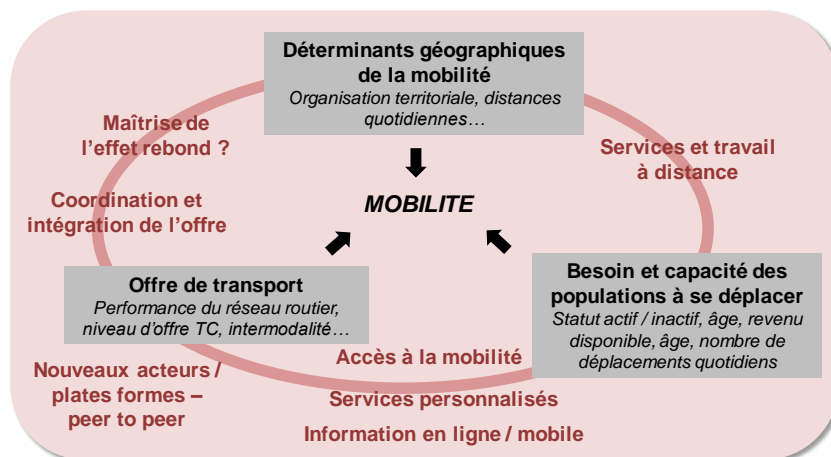 Déterminants géographiques
de la mobilité
Organisation territoriale, distances
quotidiennes…
Maîtrise de
l'effet rebond ?
Services et travail
à distance
Coordination et
intégration de l'offre
MOBILITE
Offre de transport
Performance du réseau routier,
niveau d'offre TC, intermodalité…
Besoin et capacité des
populations à se déplacer
Statut actif / inactif, âge, revenu
disponible, âge, nombre de
déplacements quotidiens
Nouveaux acteurs /
plates formes –
peer to peer
Accès à la mobilité
Services personnalisés
Information en ligne / mobile